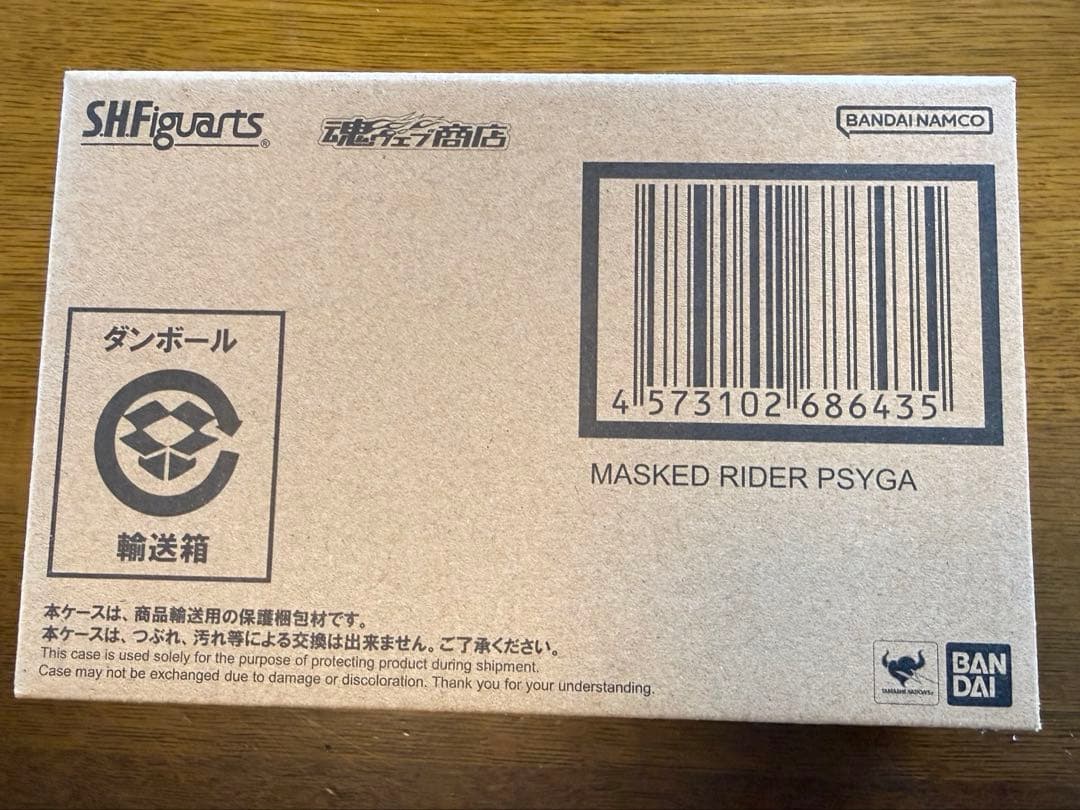 S.H.Figuarts®
魂ウェブ商店
BANDAI NAMCO
4 573102 686435
MASKED RIDER PSYGA
ダンボール
輸送箱
本ケースは、商品輸送用の保護梱包材です。
本ケースは、つぶれ、汚れ等による交換は出来ません。ご了承ください。
This case is used solely for the purpose of protecting product during shipment.
Case may not be exchanged due to damage or discoloration. Thank you for your understanding.
TAMASHII NATIONS
BAN
DAI